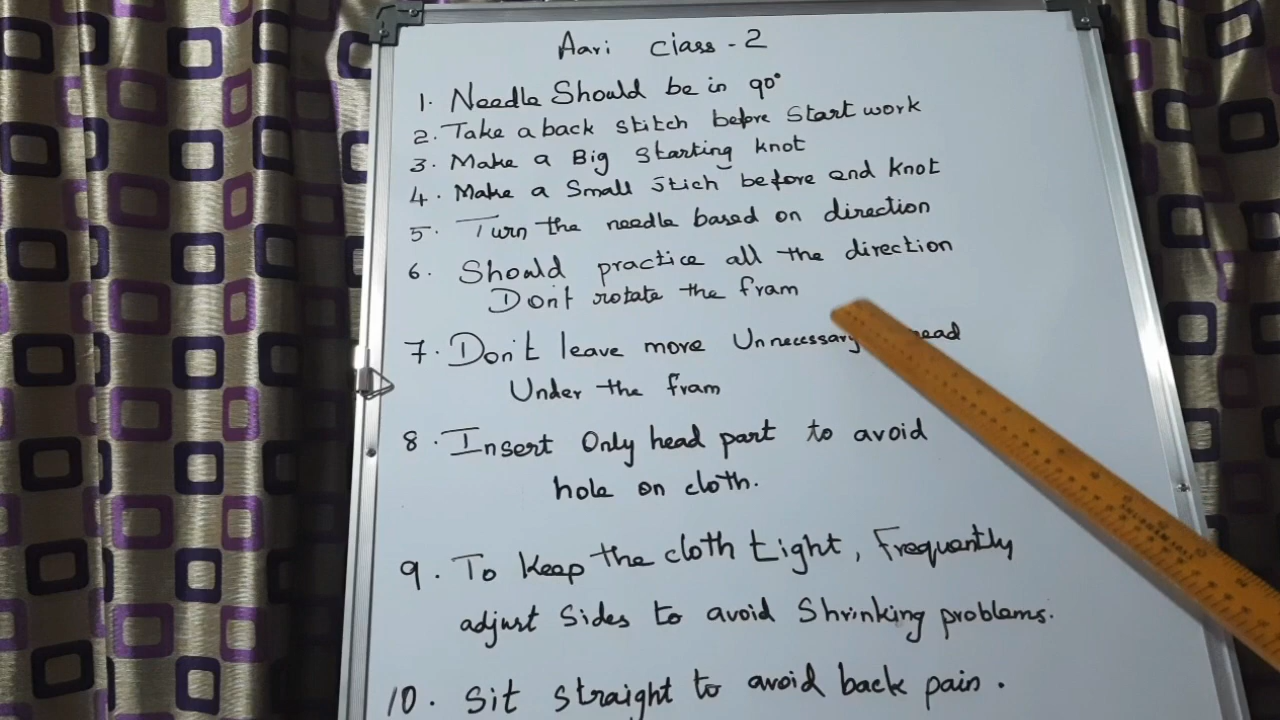 Aari class - 2
1. Needle Should be in 90°
2. Take a back stitch before Start work
3. Make a Big Starting knot
4. Make a Small Stich before end knot
5. Turn the needle based on direction
6. Should practice all the direction
Don't rotate the fram
7. Don't leave more Unnecessary
Under the fram
8. Insert Only head part to avoid
hole on cloth.
9. To Keep the cloth tight, Frequently
adjust Sides to avoid Shrinking problems.
10. Sit straight to avoid back pain.